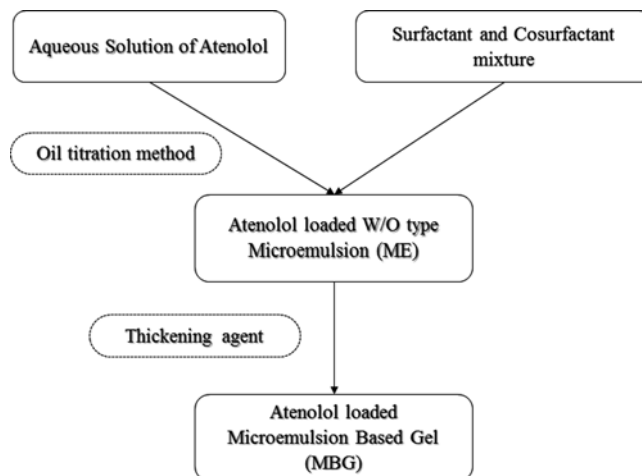 Aqueous Solution of Atenolol
Surfactant and Cosurfactant
mixture
Oil titration method
Atenolol loaded W/O type
Microemulsion (ME)
Thickening agent
Atenolol loaded
Microemulsion Based Gel
(MBG)